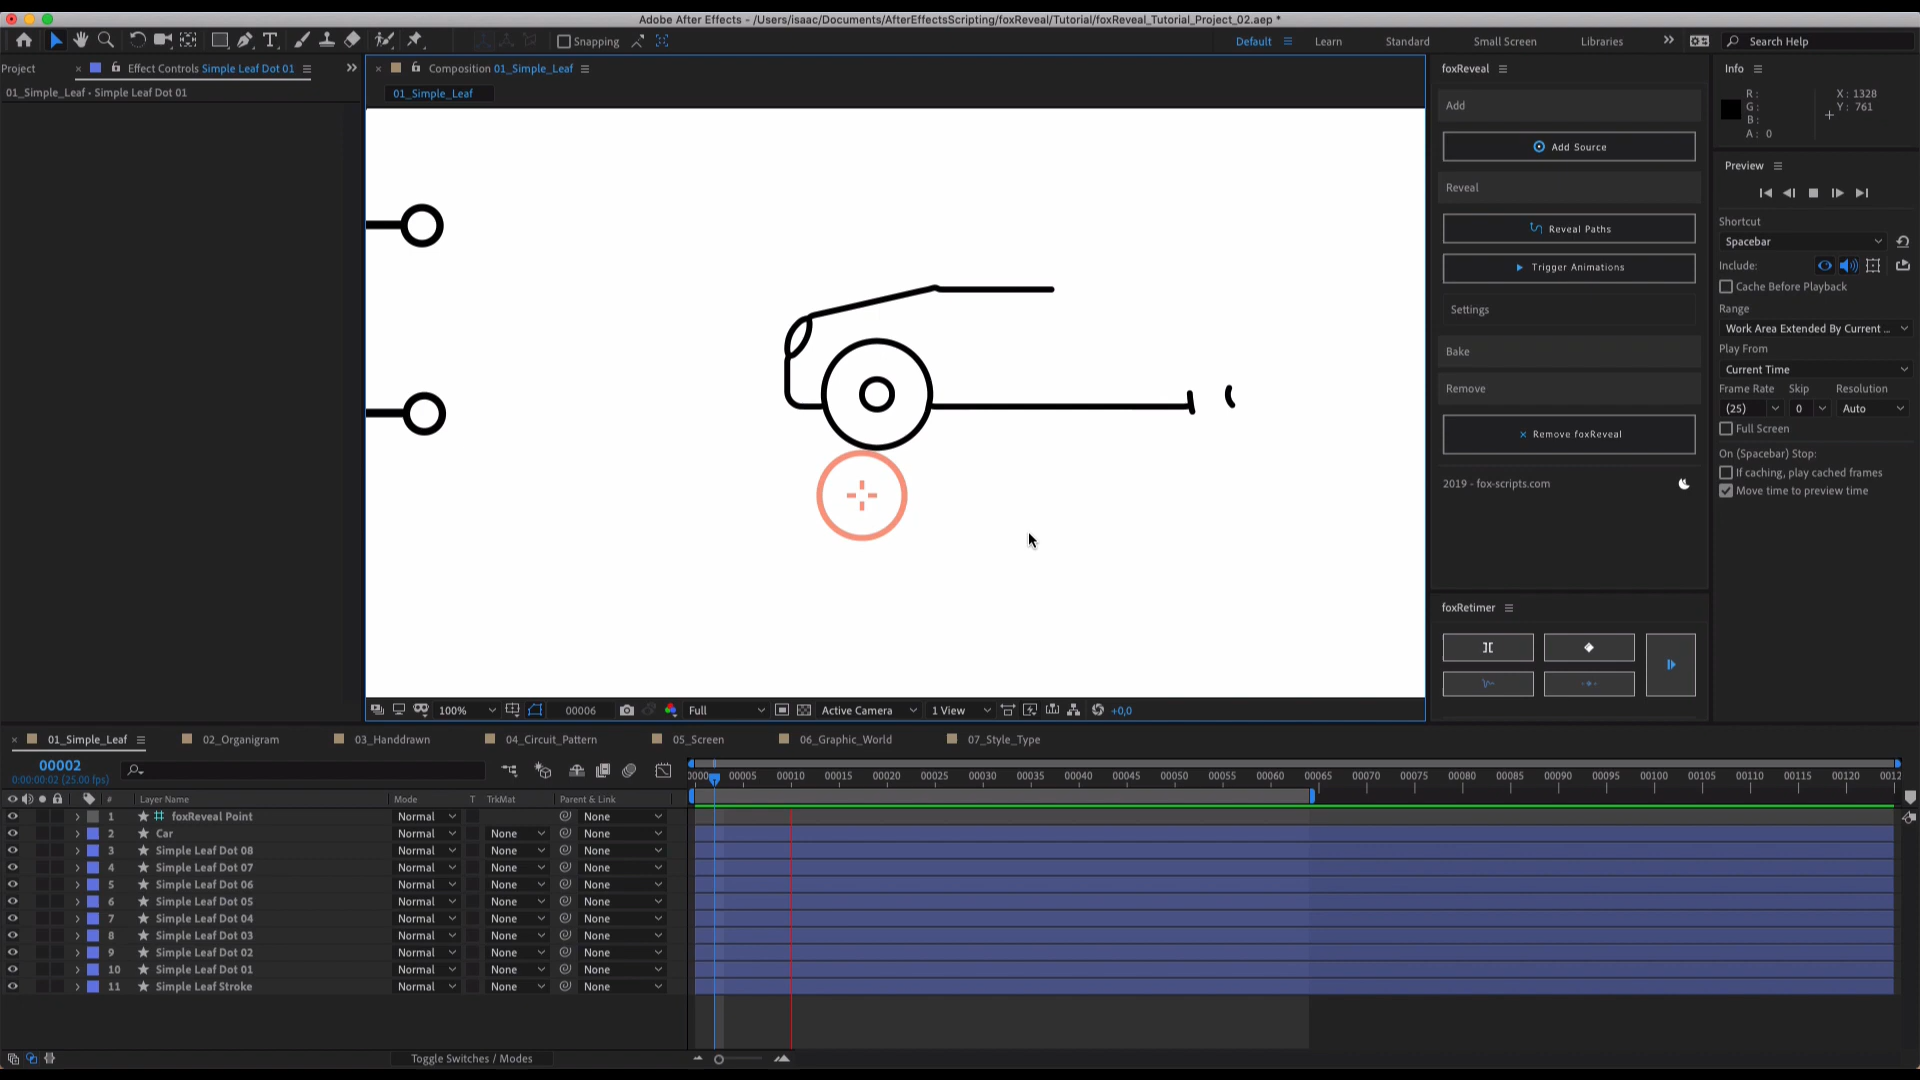 Adobe After Effects - /Users/isaac/Documents/AfterEffectsScripting/foxReveal/Tutorial/foxReveal_Tutorial_Project_02.aep *
Snapping
Default
Learn
Standard
Small Screen
Libraries
Search Help
Project
Effect Controls Simple Leaf Dot 01
01_Simple_Leaf • Simple Leaf Dot 01
Composition 01_Simple_Leaf
01_Simple_Leaf
foxReveal
Add
Add Source
Reveal
Reveal Paths
Trigger Animations
Settings
Bake
Remove
Remove foxReveal
2019 - fox-scripts.com
foxRetimer
Info
R :
G :
B :
A : 0
X : 1328
Y : 761
Preview
Shortcut
Spacebar
Include:
Cache Before Playback
Range
Work Area Extended By Current ...
Play From
Current Time
Frame Rate Skip Resolution
(25) 0 Auto
Full Screen
On (Spacebar) Stop:
If caching, play cached frames
Move time to preview time
100%
00006
Full
Active Camera
1 View
+0,0
01_Simple_Leaf
02_Organigram
03_Handdrawn
04_Circuit_Pattern
05_Screen
06_Graphic_World
07_Style_Type
00002
0:00:00:02 (25.00 fps)
0000 00005 00010 00015 00020 00025 00030 00035 00040 00045 00050 00055 00060 00065 00070 00075 00080 00085 00090 00095 00100 00105 00110 00115 00120 0012
# Layer Name Mode T TrkMat Parent & Link
1 foxReveal Point Normal None
2 Car Normal None None
3 Simple Leaf Dot 08 Normal None None
4 Simple Leaf Dot 07 Normal None None
5 Simple Leaf Dot 06 Normal None None
6 Simple Leaf Dot 05 Normal None None
7 Simple Leaf Dot 04 Normal None None
8 Simple Leaf Dot 03 Normal None None
9 Simple Leaf Dot 02 Normal None None
10 Simple Leaf Dot 01 Normal None None
11 Simple Leaf Stroke Normal None None
Toggle Switches / Modes